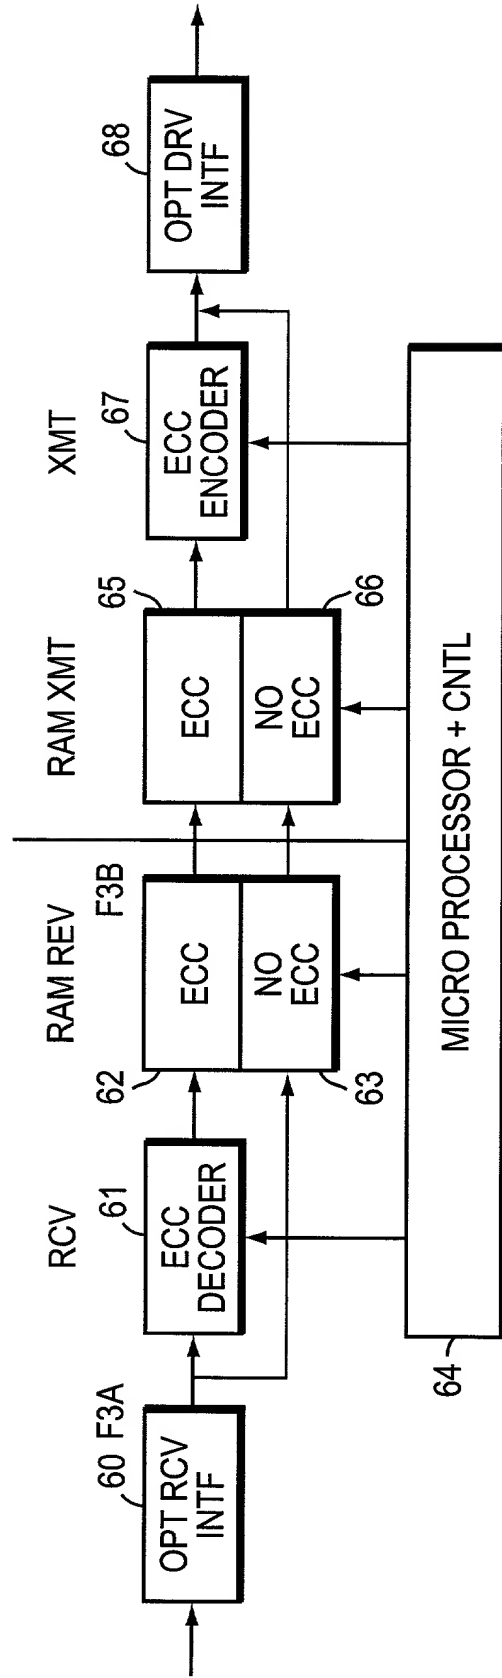 RCV
RAM REV
RAM XMT
XMT
60 F3A
61
62
F3B
65
67
68
OPT RCV
INTF
ECC
DECODER
ECC
NO
ECC
ECC
NO
ECC
ECC
ENCODER
OPT DRV
INTF
63
66
64
MICRO PROCESSOR + CNTL